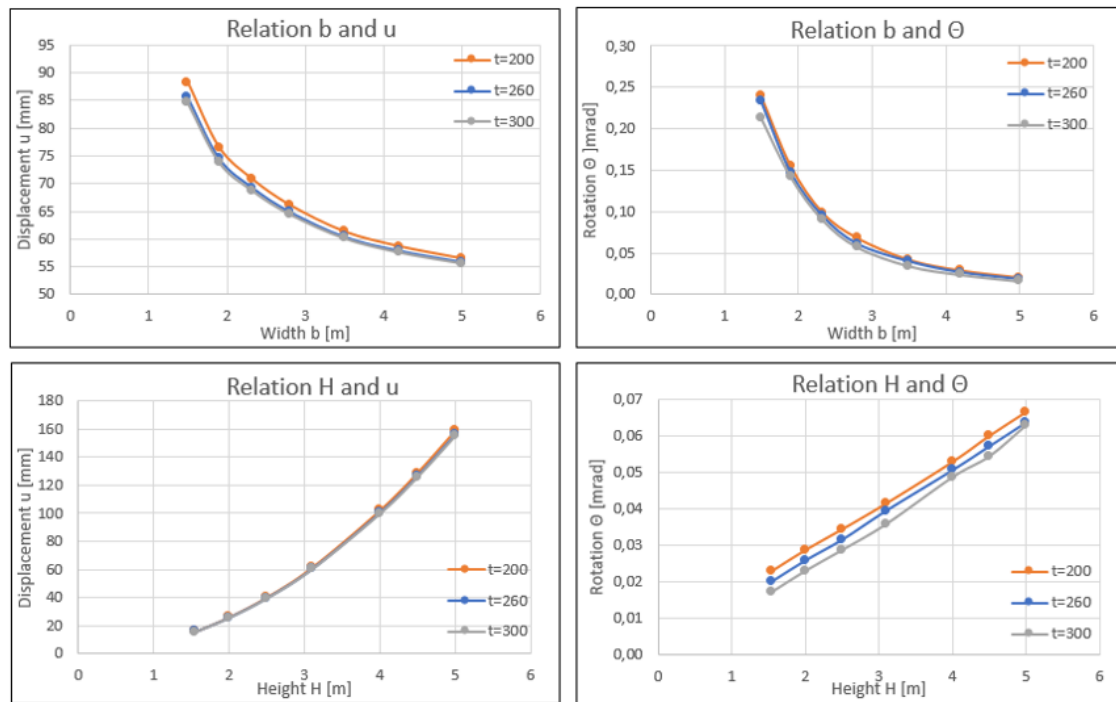 Relation b and u
95
90
85
80
75
70
65
60
55
50
Displacement u [mm]
t=200
t=260
t=300
0 1 2 3 4 5 6
Width b [m]
Relation b and Θ
0,30
0,25
0,20
0,15
0,10
0,05
0,00
Rotation Θ ]mrad]
t=200
t=260
t=300
0 1 2 3 4 5 6
Width b [m]
Relation H and u
180
160
140
120
100
80
60
40
20
0
Displacement u [mm]
t=200
t=260
t=300
0 1 2 3 4 5 6
Height H [m]
Relation H and Θ
0,07
0,06
0,05
0,04
0,03
0,02
0,01
0,00
Rotation Θ [mrad]
t=200
t=260
t=300
0 1 2 3 4 5 6
Height H [m]